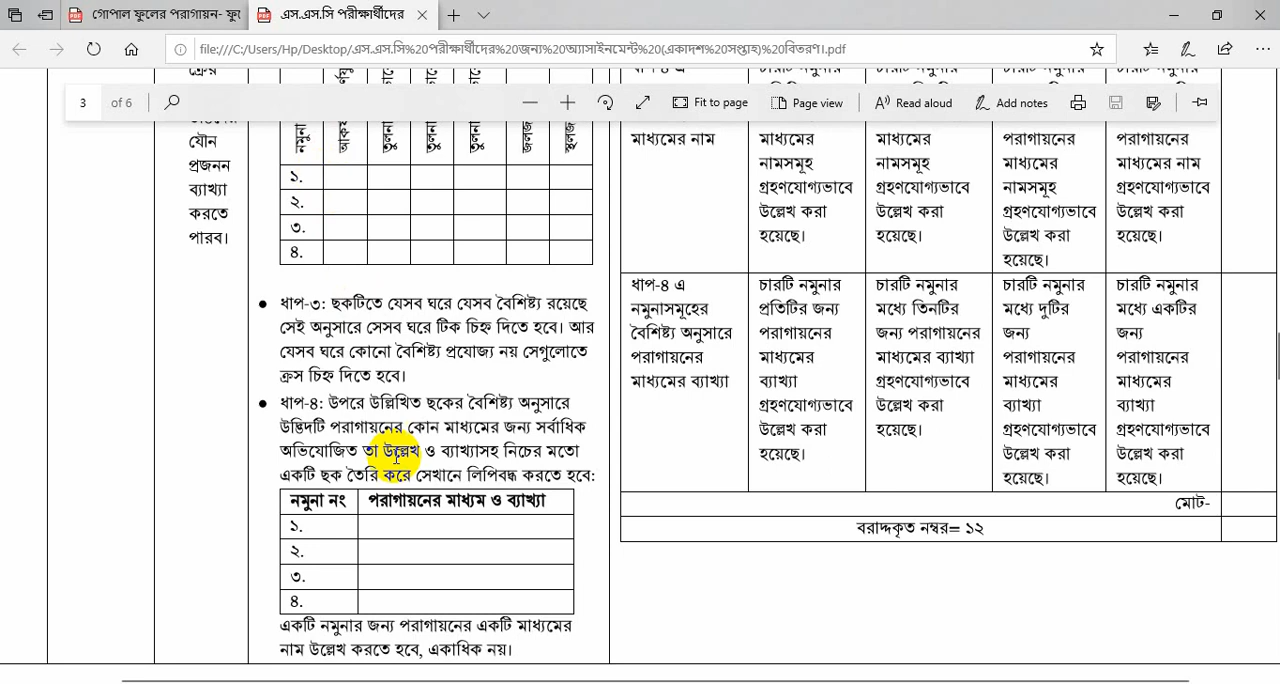 গোপাল ফুলের পরাগায়ন- ফু
এস.এস.সি পরীক্ষার্থীদের
file:///C:/Users/Hp/Desktop/এস.এস.সি%20পরীক্ষার্থীদের%20জন্য%20অ্যাসাইনমেন্ট%20(একাদশ%20সপ্তাহ)%20বিতরণ।.pdf
3 of 6
Fit to page
Page view
Read aloud
Add notes
যৌন
প্রজনন
ব্যাখ্যা
করতে
পারব।
নমুনা
তুলনা
তুলনা
তুলনা
জলজ
স্থলজ
১.
২.
৩.
৪.
ধাপ-৩: ছকটিতে যেসব ঘরে যেসব বৈশিষ্ট্য রয়েছে
সেই অনুসারে সেসব ঘরে টিক চিহ্ন দিতে হবে। আর
যেসব ঘরে কোনো বৈশিষ্ট্য প্রযোজ্য নয় সেগুলোতে
ক্রস চিহ্ন দিতে হবে।
ধাপ-৪: উপরে উল্লিখিত ছকের বৈশিষ্ট্য অনুসারে
উদ্ভিদটি পরাগায়নের কোন মাধ্যমের জন্য সর্বাধিক
অভিযোজিত তা উল্লেখ ও ব্যাখ্যাসহ নিচের মতো
একটি ছক তৈরি করে সেখানে লিপিবদ্ধ করতে হবে:
নমুনা নং পরাগায়নের মাধ্যম ও ব্যাখ্যা
১.
২.
৩.
৪.
একটি নমুনার জন্য পরাগায়নের একটি মাধ্যমের
নাম উল্লেখ করতে হবে, একাধিক নয়।
মাধ্যমের নাম
মাধ্যমের
নামসমূহ
গ্রহণযোগ্যভাবে
উল্লেখ করা
হয়েছে।
মাধ্যমের
নামসমূহ
গ্রহণযোগ্যভাবে
উল্লেখ করা
হয়েছে।
পরাগায়নের
মাধ্যমের
নামসমূহ
গ্রহণযোগ্যভাবে
উল্লেখ করা
হয়েছে।
পরাগায়নের
মাধ্যমের নাম
গ্রহণযোগ্যভাবে
উল্লেখ করা
হয়েছে।
ধাপ-৪ এ
নমুনাসমূহের
বৈশিষ্ট্য অনুসারে
পরাগায়নের
মাধ্যমের ব্যাখ্যা
চারটি নমুনার
প্রতিটির জন্য
পরাগায়নের
মাধ্যমের
ব্যাখ্যা
গ্রহণযোগ্যভাবে
উল্লেখ করা
হয়েছে।
চারটি নমুনার
মধ্যে তিনটির
জন্য পরাগায়নের
মাধ্যমের ব্যাখ্যা
গ্রহণযোগ্যভাবে
উল্লেখ করা
হয়েছে।
চারটি নমুনার
মধ্যে দুটির
জন্য
পরাগায়নের
মাধ্যমের
ব্যাখ্যা
গ্রহণযোগ্যভাবে
উল্লেখ করা
হয়েছে।
চারটি নমুনার
মধ্যে একটির
জন্য
পরাগায়নের
মাধ্যমের
ব্যাখ্যা
গ্রহণযোগ্যভাবে
উল্লেখ করা
হয়েছে।
মোট-
বরাদ্দকৃত নম্বর= ১২